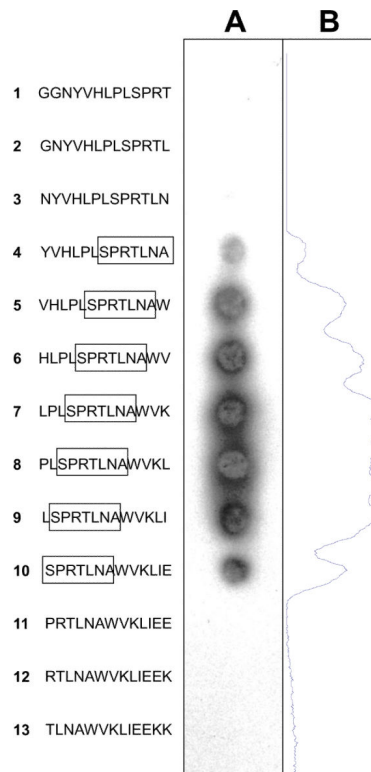 A B
1 GGNYVHLPLSPRT
2 GNYVHLPLSPRTL
3 NYVHLPLSPRTLN
4 YVHLPLSPRTLNA
5 VHLPLSPRTLNAW
6 HLPLSPRTLNAWV
7 LPLSPRTLNAWVK
8 PLSPRTLNAWVKL
9 LSPRTLNAWVKLI
10 SPRTLNAWVKLIE
11 PRTLNAWVKLIEE
12 RTLNAWVKLIEEK
13 TLNAWVKLIEEKK